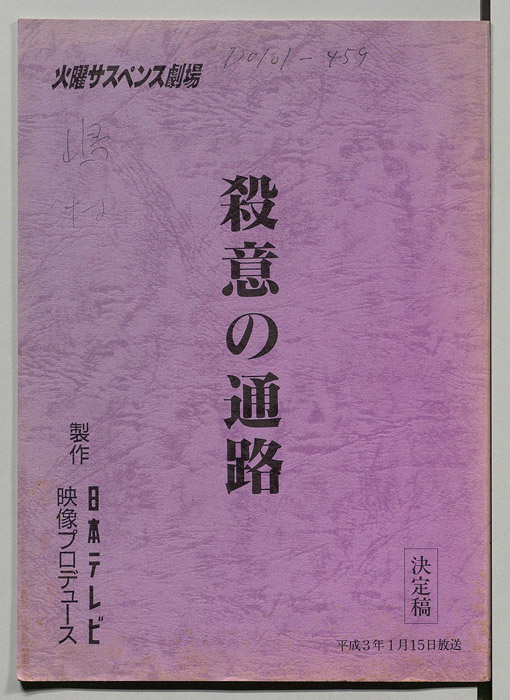 火曜サスペンス劇場
D0101-459
嶋
殺意の通路
製作
日本テレビ
映像プロデュース
決定稿
平成3年1月15日放送